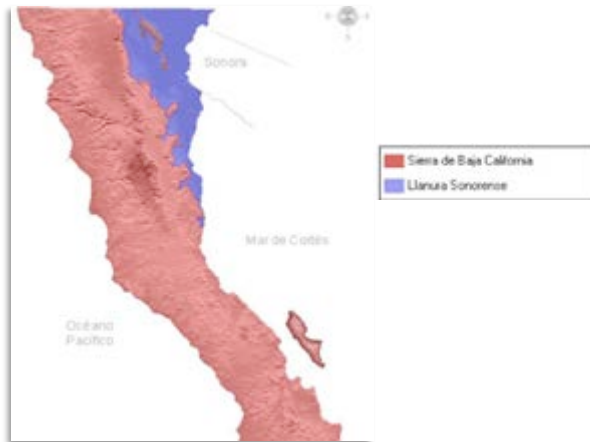 Sonora
Sierra de Baja California
Llanura Sonorense
Mar de Cortés
Océano
Pacífico